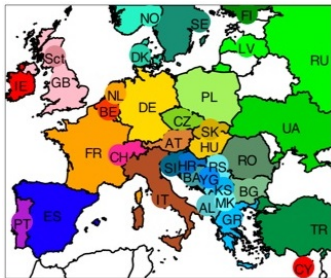 NO
SE
FI
Sct
DK
LV
RU
IE
GB
NL
BE
DE
PL
CZ
UA
FR
CH
AT
SK
HU
RO
SI
HR
BA
YG
RS
KS
BG
PT
ES
IT
AL
MK
GR
TR
CY